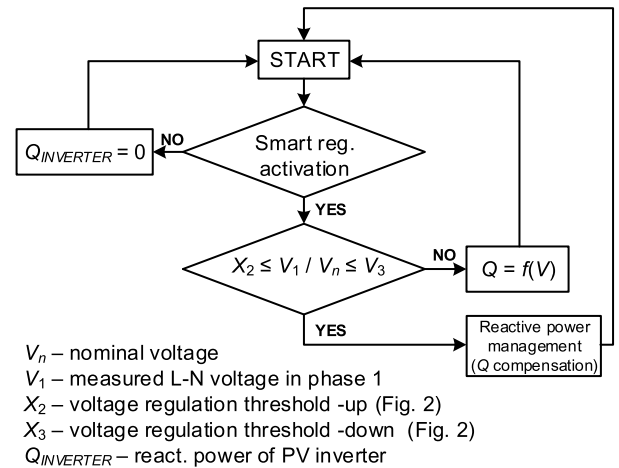 START
NO
Q_INVERTER = 0
Smart reg.
activation
YES
X₂ ≤ V₁ / Vₙ ≤ V₃
NO
Q = f(V)
YES
Reactive power
management
(Q compensation)
Vₙ – nominal voltage
V₁ – measured L-N voltage in phase 1
X₂ – voltage regulation threshold -up (Fig. 2)
X₃ – voltage regulation threshold -down (Fig. 2)
Q_INVERTER – react. power of PV inverter